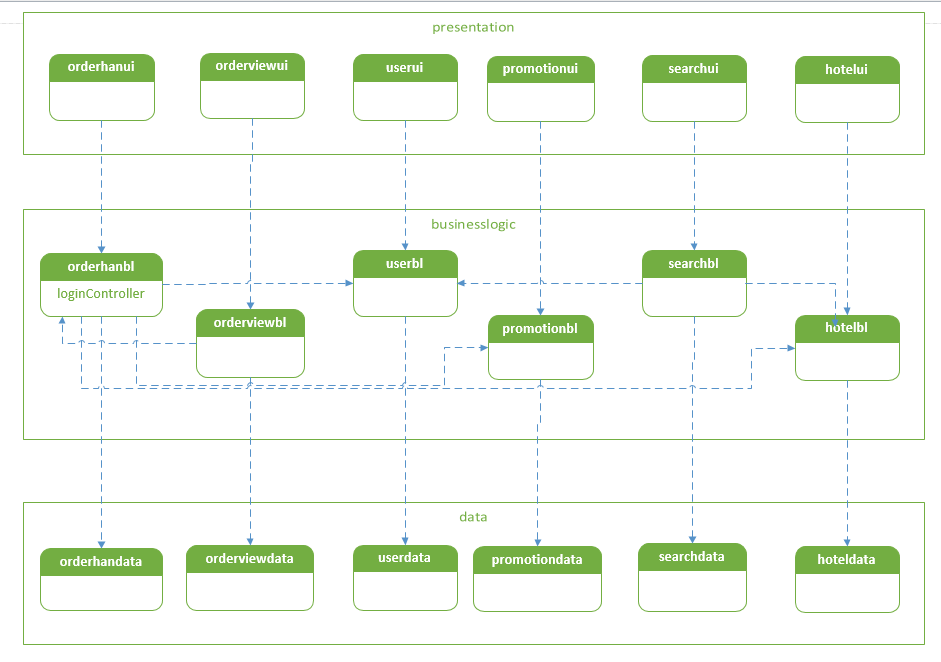 presentation
orderhanui
orderviewui
userui
promotionui
searchui
hotelui
businesslogic
orderhanbl
loginController
orderviewbl
userbl
promotionbl
searchbl
hotelbl
data
orderhandata
orderviewdata
userdata
promotiondata
searchdata
hoteldata